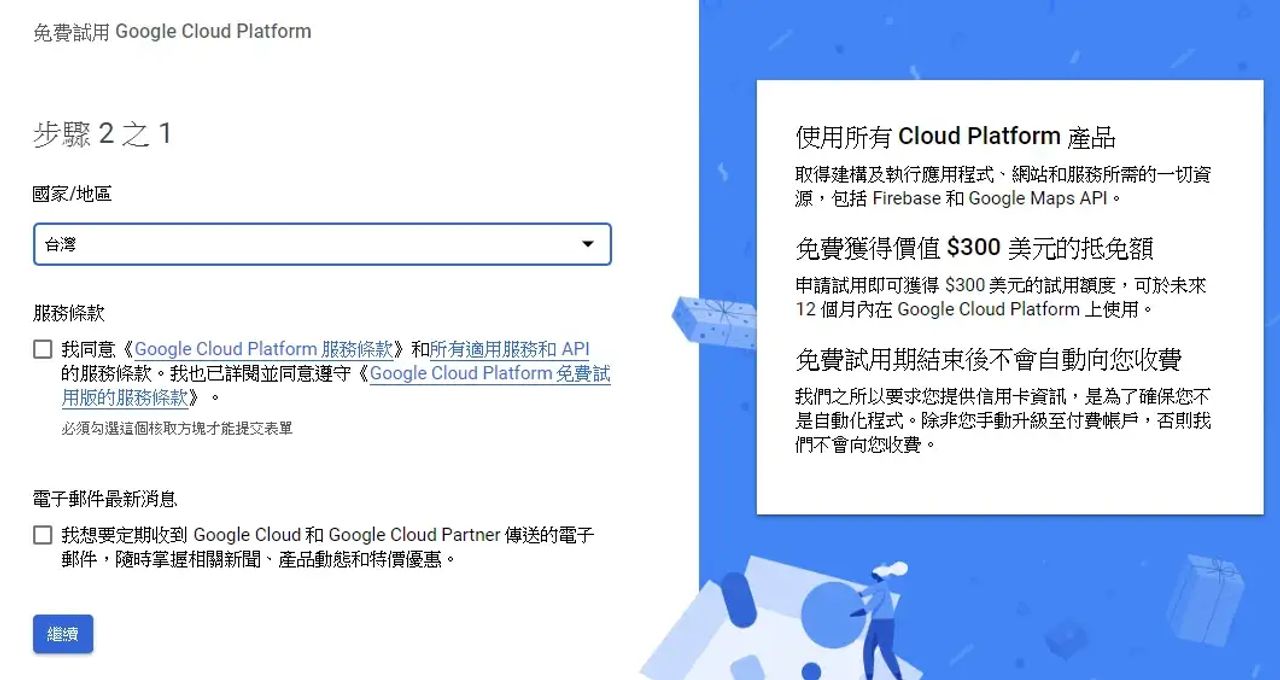 免費試用 Google Cloud Platform
步驟 2 之 1
國家/地區
台灣
服務條款
我同意《Google Cloud Platform 服務條款》和所有適用服務和 API
的服務條款。我也已詳閱並同意遵守《Google Cloud Platform 免費試
用版的服務條款》。
必須勾選這個核取方塊才能提交表單
電子郵件最新消息
我想要定期收到 Google Cloud 和 Google Cloud Partner 傳送的電子
郵件，隨時掌握相關新聞、產品動態和特價優惠。
繼續
使用所有 Cloud Platform 產品
取得建構及執行應用程式、網站和服務所需的一切資
源，包括 Firebase 和 Google Maps API。
免費獲得價值 $300 美元的抵免額
申請試用即可獲得 $300 美元的試用額度，可於未來
12 個月內在 Google Cloud Platform 上使用。
免費試用期結束後不會自動向您收費
我們之所以要求您提供信用卡資訊，是為了確保您不
是自動化程式。除非您手動升級至付費帳戶，否則我
們不會向您收費。